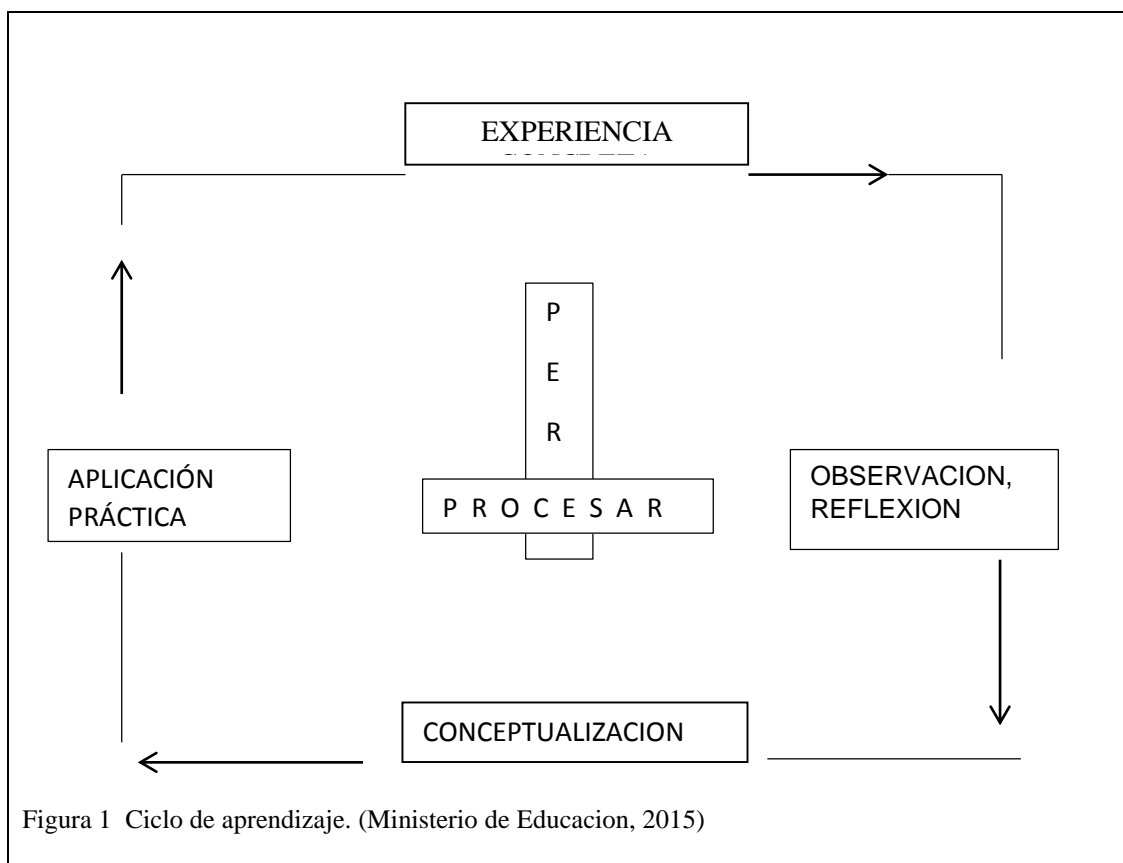 EXPERIENCIA
P
E
R
APLICACIÓN
PRÁCTICA
P R O C E S A R
OBSERVACION,
REFLEXION
CONCEPTUALIZACION
Figura 1 Ciclo de aprendizaje. (Ministerio de Educacion, 2015)